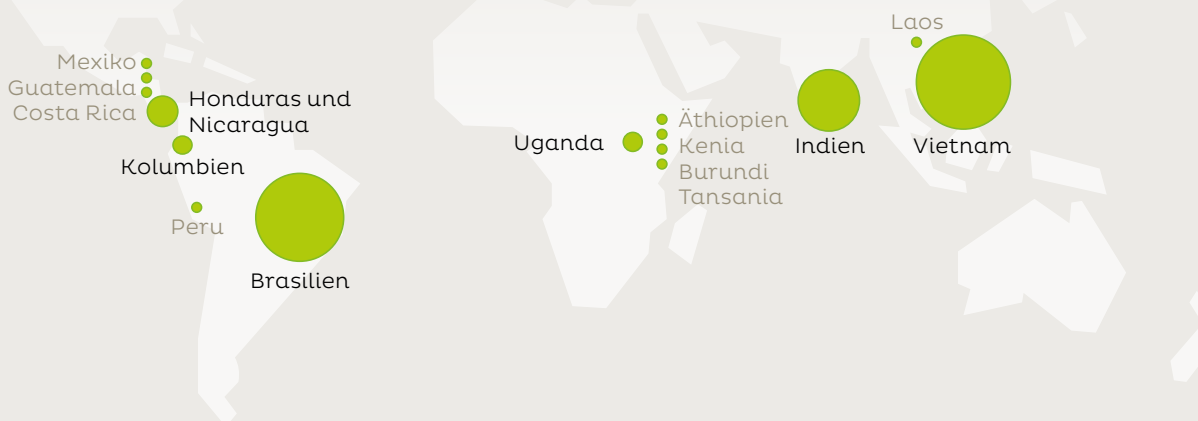 Laos
Mexiko
Guatemala
Costa Rica
Honduras und
Nicaragua
Kolumbien
Peru
Brasilien
Uganda
Äthiopien
Kenia
Burundi
Tansania
Indien
Vietnam